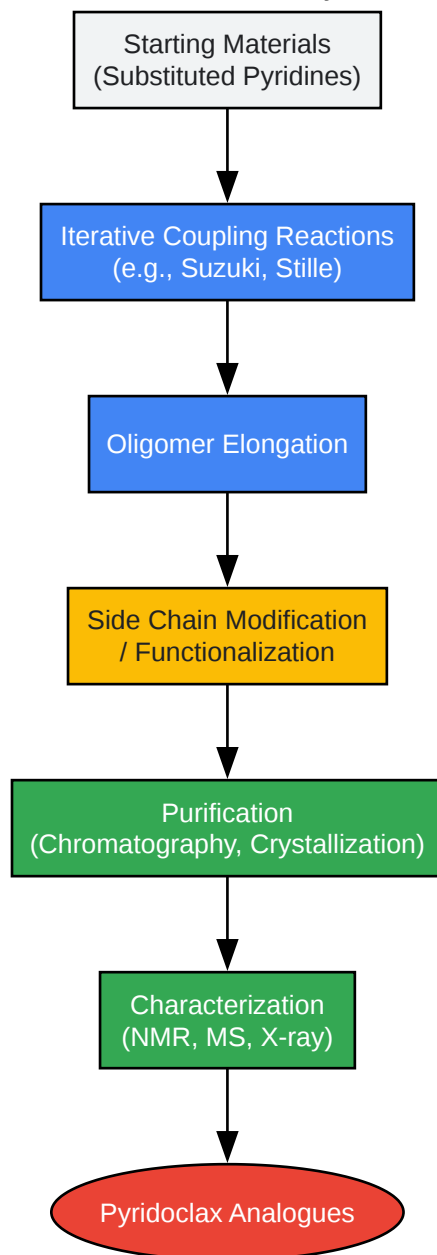 Starting Materials
(Substituted Pyridines)
Iterative Coupling Reactions
(e.g., Suzuki, Stille)
Oligomer Elongation
Side Chain Modification
/ Functionalization
Purification
(Chromatography, Crystallization)
Characterization
(NMR, MS, X-ray)
Pyridoclax Analogues